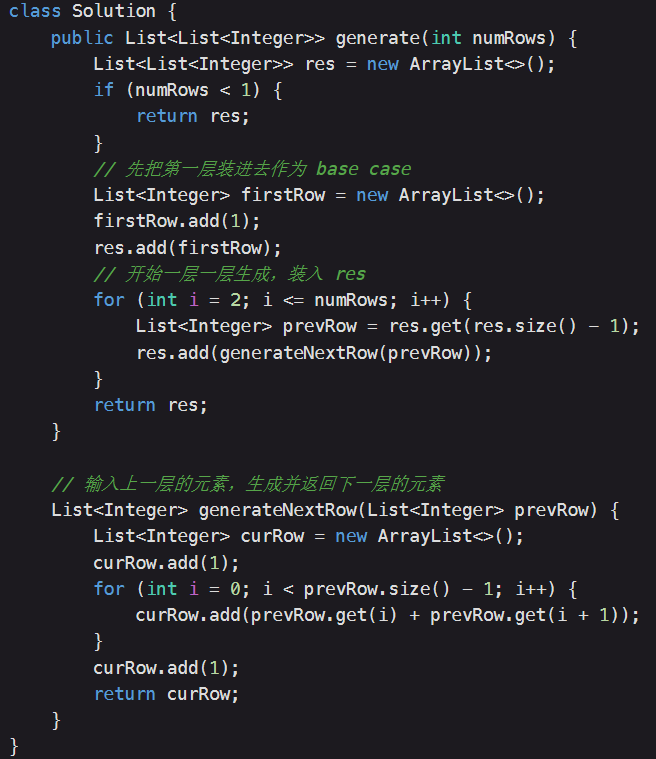 class Solution {
    public List<List<Integer>> generate(int numRows) {
        List<List<Integer>> res = new ArrayList<>();
        if (numRows < 1) {
            return res;
        }
        // 先把第一层装进去作为 base case
        List<Integer> firstRow = new ArrayList<>();
        firstRow.add(1);
        res.add(firstRow);
        // 开始一层一层生成，装入 res
        for (int i = 2; i <= numRows; i++) {
            List<Integer> prevRow = res.get(res.size() - 1);
            res.add(generateNextRow(prevRow));
        }
        return res;
    }

    // 输入上一层的元素，生成并返回下一层的元素
    List<Integer> generateNextRow(List<Integer> prevRow) {
        List<Integer> curRow = new ArrayList<>();
        curRow.add(1);
        for (int i = 0; i < prevRow.size() - 1; i++) {
            curRow.add(prevRow.get(i) + prevRow.get(i + 1));
        }
        curRow.add(1);
        return curRow;
    }
}